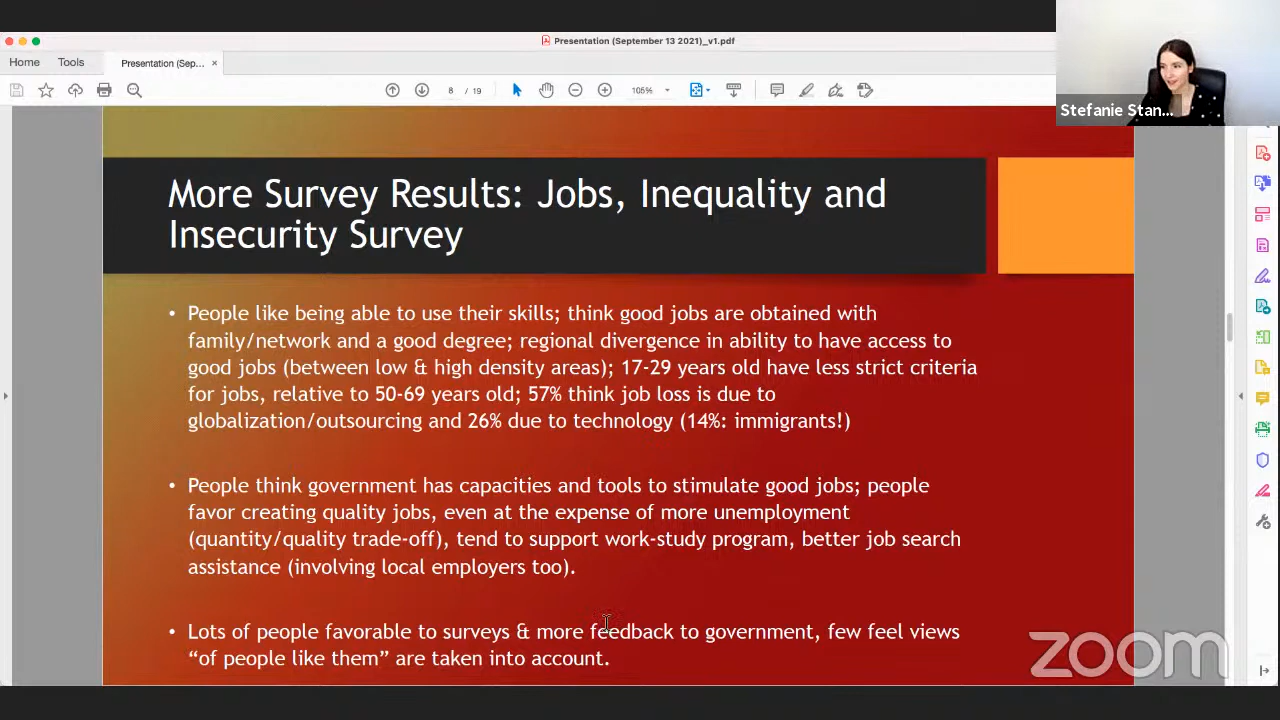 Presentation (September 13 2021)_v1.pdf
Home
Tools
Presentation (Sep... ×
8 / 19
105%
Stefanie Stan...
More Survey Results: Jobs, Inequality and
Insecurity Survey
• People like being able to use their skills; think good jobs are obtained with
family/network and a good degree; regional divergence in ability to have access to
good jobs (between low & high density areas); 17-29 years old have less strict criteria
for jobs, relative to 50-69 years old; 57% think job loss is due to
globalization/outsourcing and 26% due to technology (14%: immigrants!)
• People think government has capacities and tools to stimulate good jobs; people
favor creating quality jobs, even at the expense of more unemployment
(quantity/quality trade-off), tend to support work-study program, better job search
assistance (involving local employers too).
• Lots of people favorable to surveys & more feedback to government, few feel views
“of people like them” are taken into account.
zoom